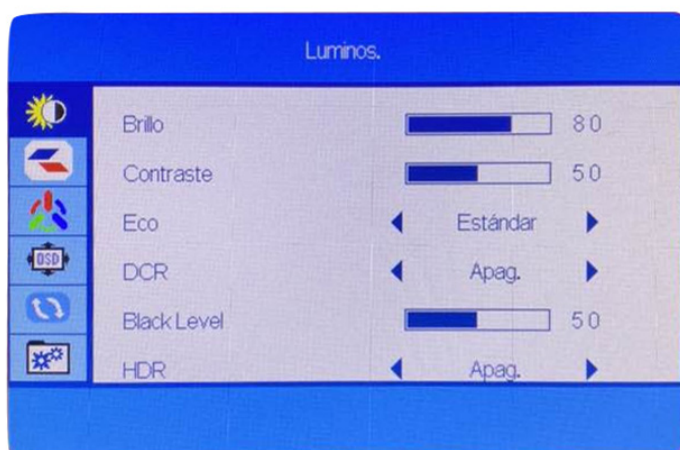 Luminos.
Brillo 80
Contraste 50
Eco Estándar
DCR Apag.
OSD
Black Level 50
HDR Apag.